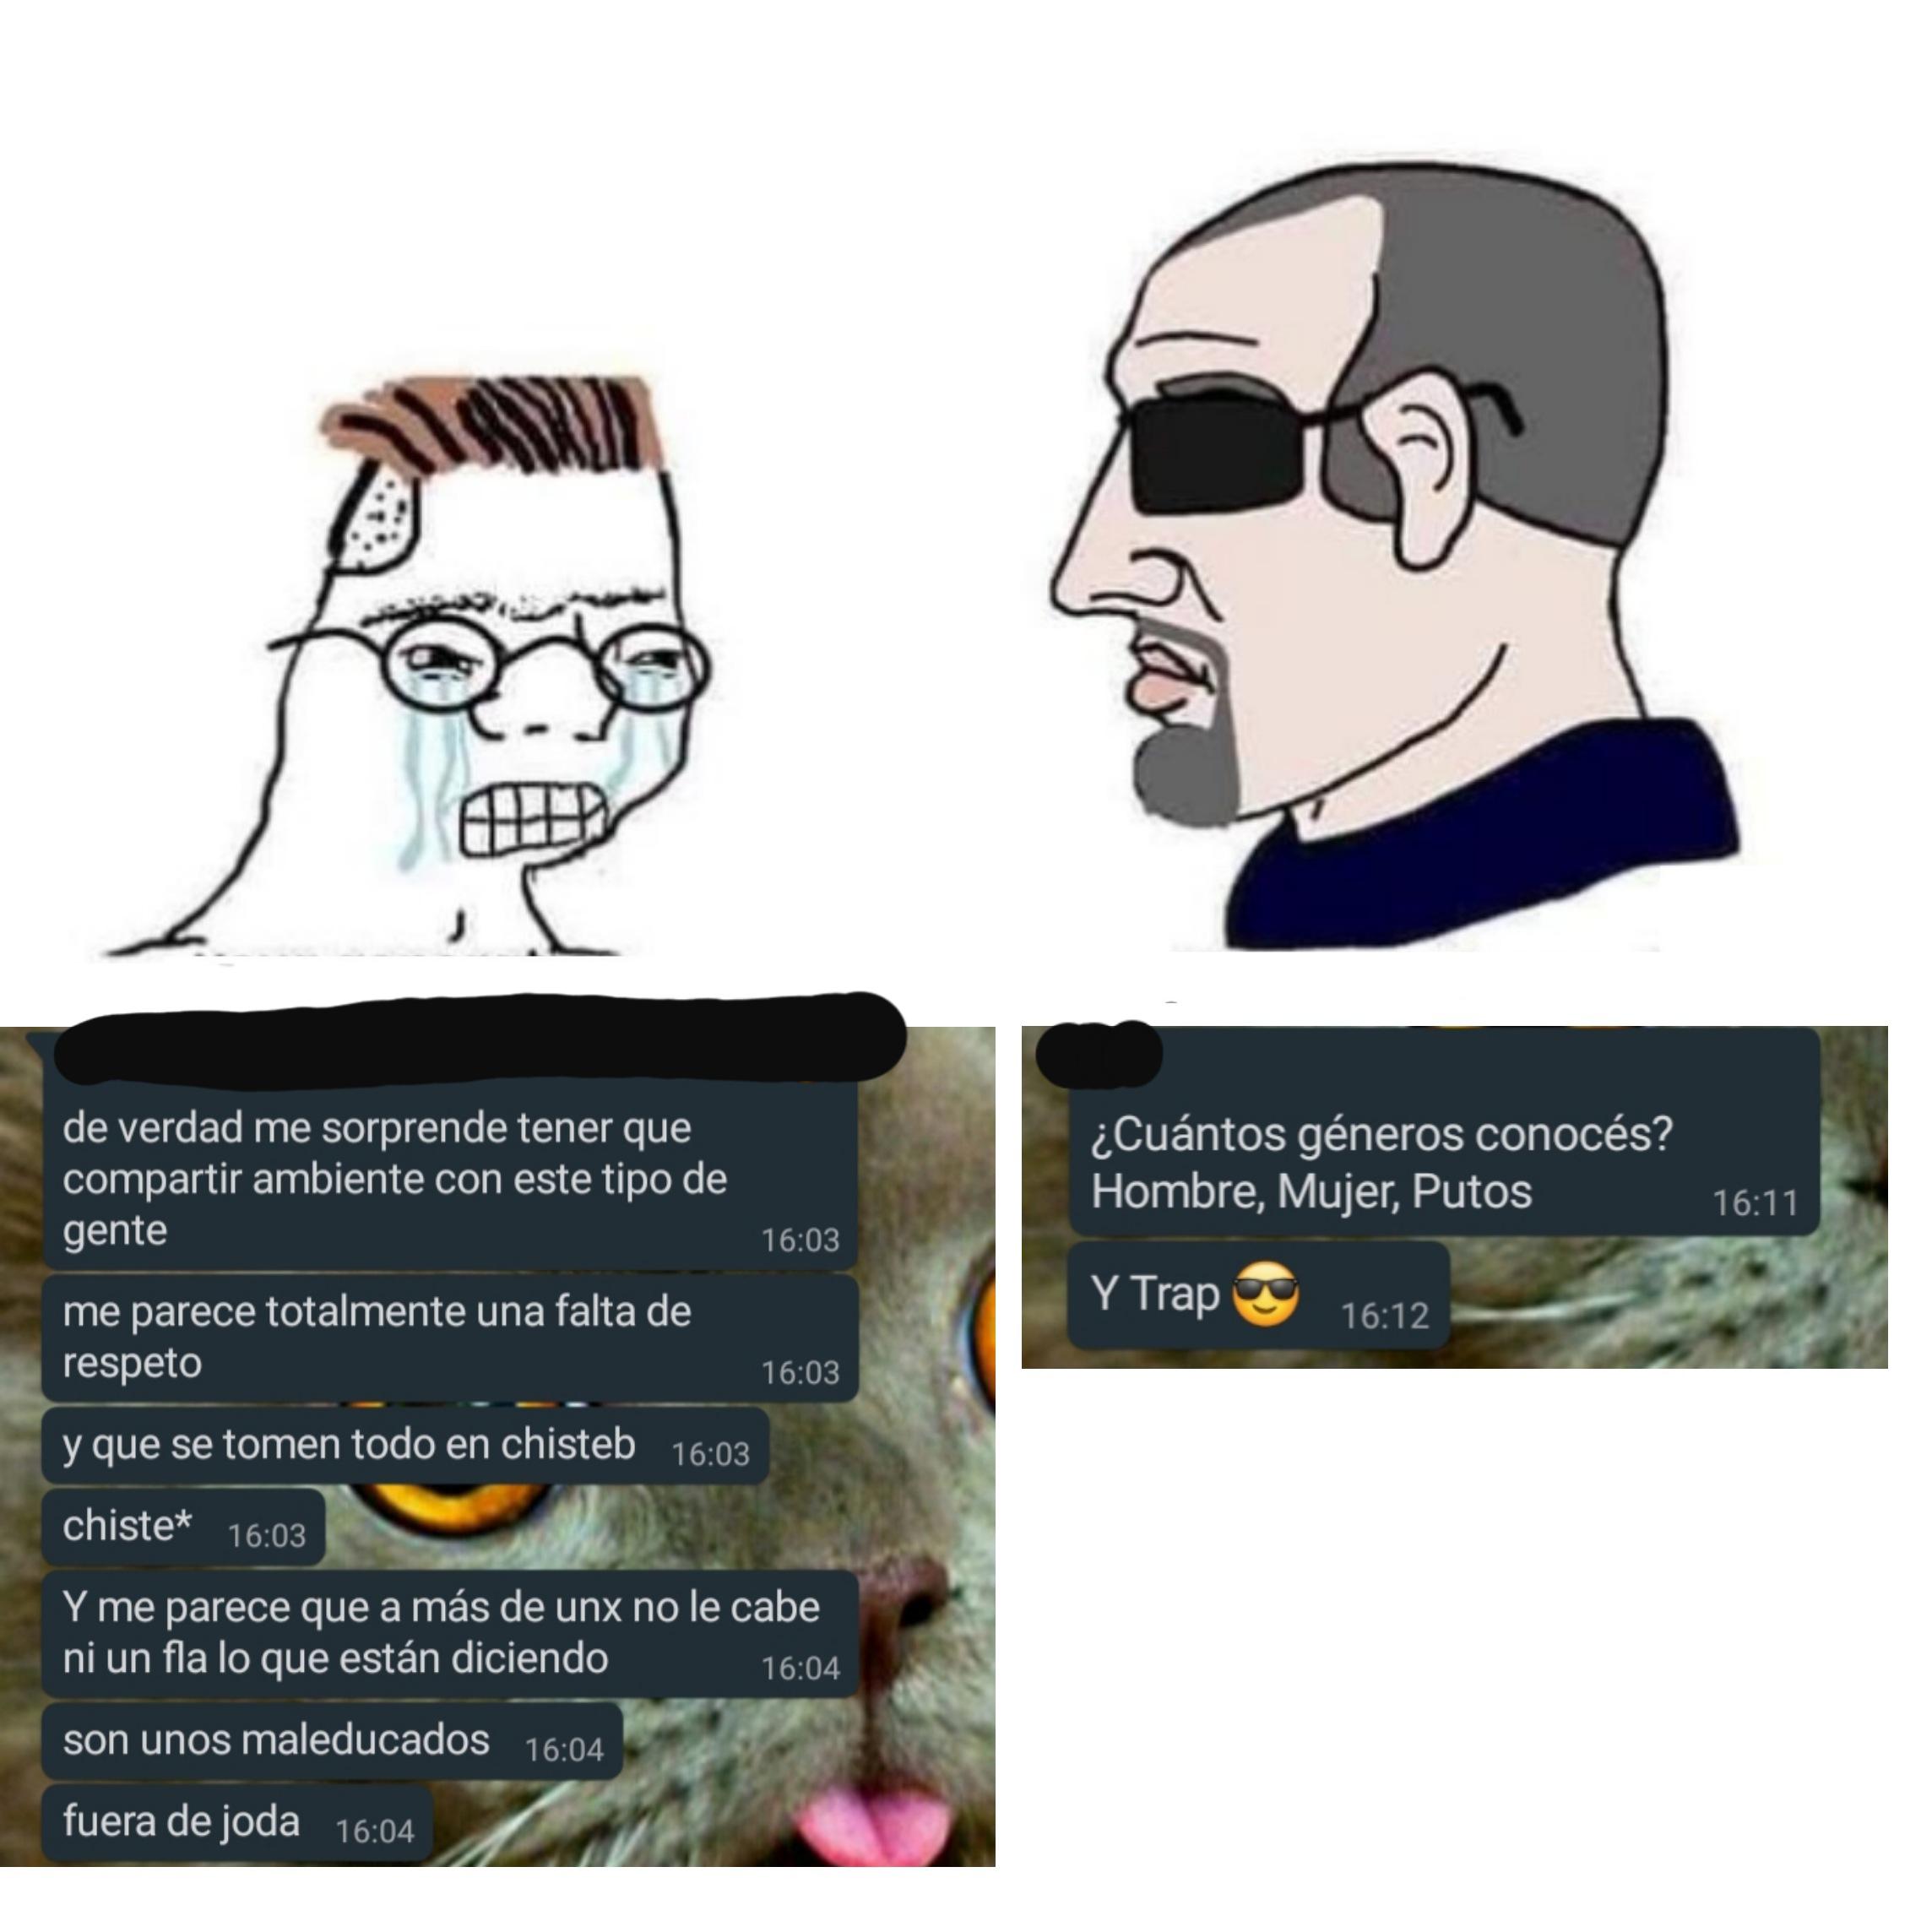 de verdad me sorprende tener que
compartir ambiente con este tipo de
gente
16:03
me parece totalmente una falta de
respeto
16:03
y que se tomen todo en chisteb 16:03
chiste* 16:03
Y me parece que a más de unx no le cabe
ni un fla lo que están diciendo
16:04
son unos maleducados 16:04
fuera de joda 16:04
¿Cuántos géneros conocés?
Hombre, Mujer, Putos
16:11
Y Trap 😎 16:12